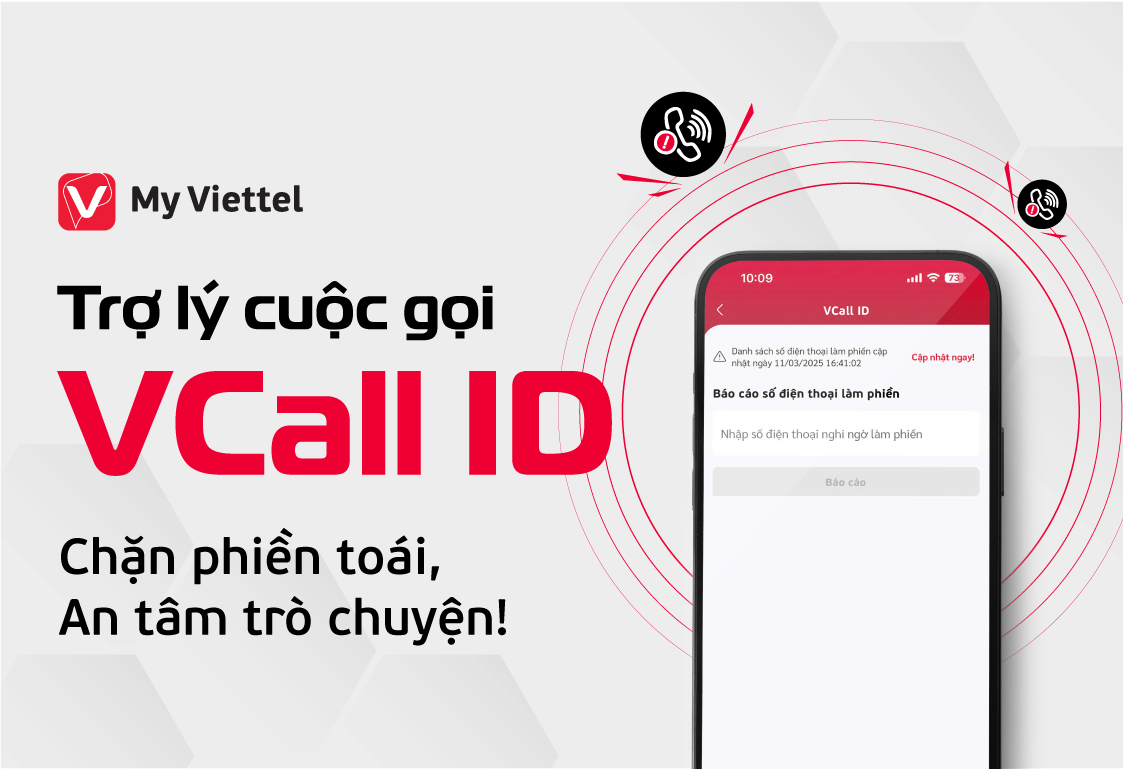 My Viettel
Trợ lý cuộc gọi
VCall ID
Chặn phiền toái,
An tâm trò chuyện!
10:09
73
VCall ID
Danh sách số điện thoại làm phiền cập
nhật ngày 11/03/2025 16:41:02
Cập nhật ngay!
Báo cáo số điện thoại làm phiền
Nhập số điện thoại nghi ngờ làm phiền
Báo cáo